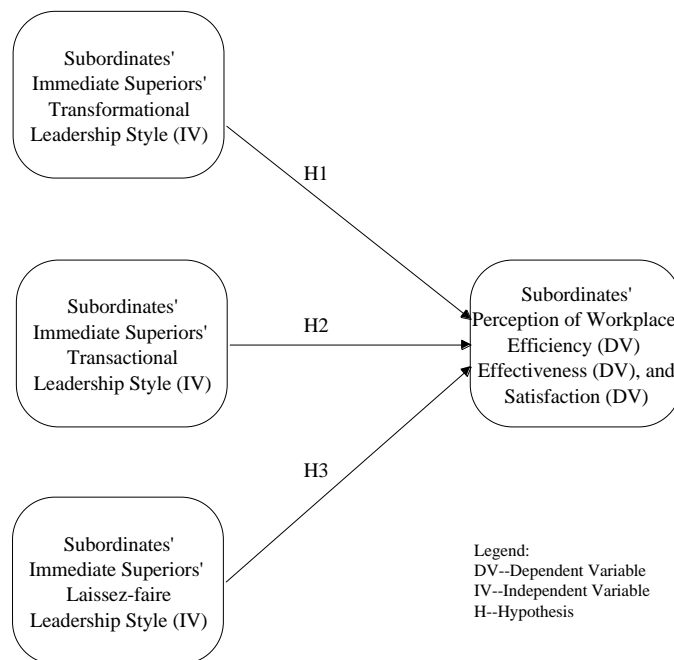 Subordinates'
Immediate Superiors'
Transformational
Leadership Style (IV)
H1
Subordinates'
Immediate Superiors'
Transactional
Leadership Style (IV)
H2
Subordinates'
Perception of Workplace
Efficiency (DV)
Effectiveness (DV), and
Satisfaction (DV)
H3
Subordinates'
Immediate Superiors'
Laissez-faire
Leadership Style (IV)
Legend:
DV--Dependent Variable
IV--Independent Variable
H--Hypothesis